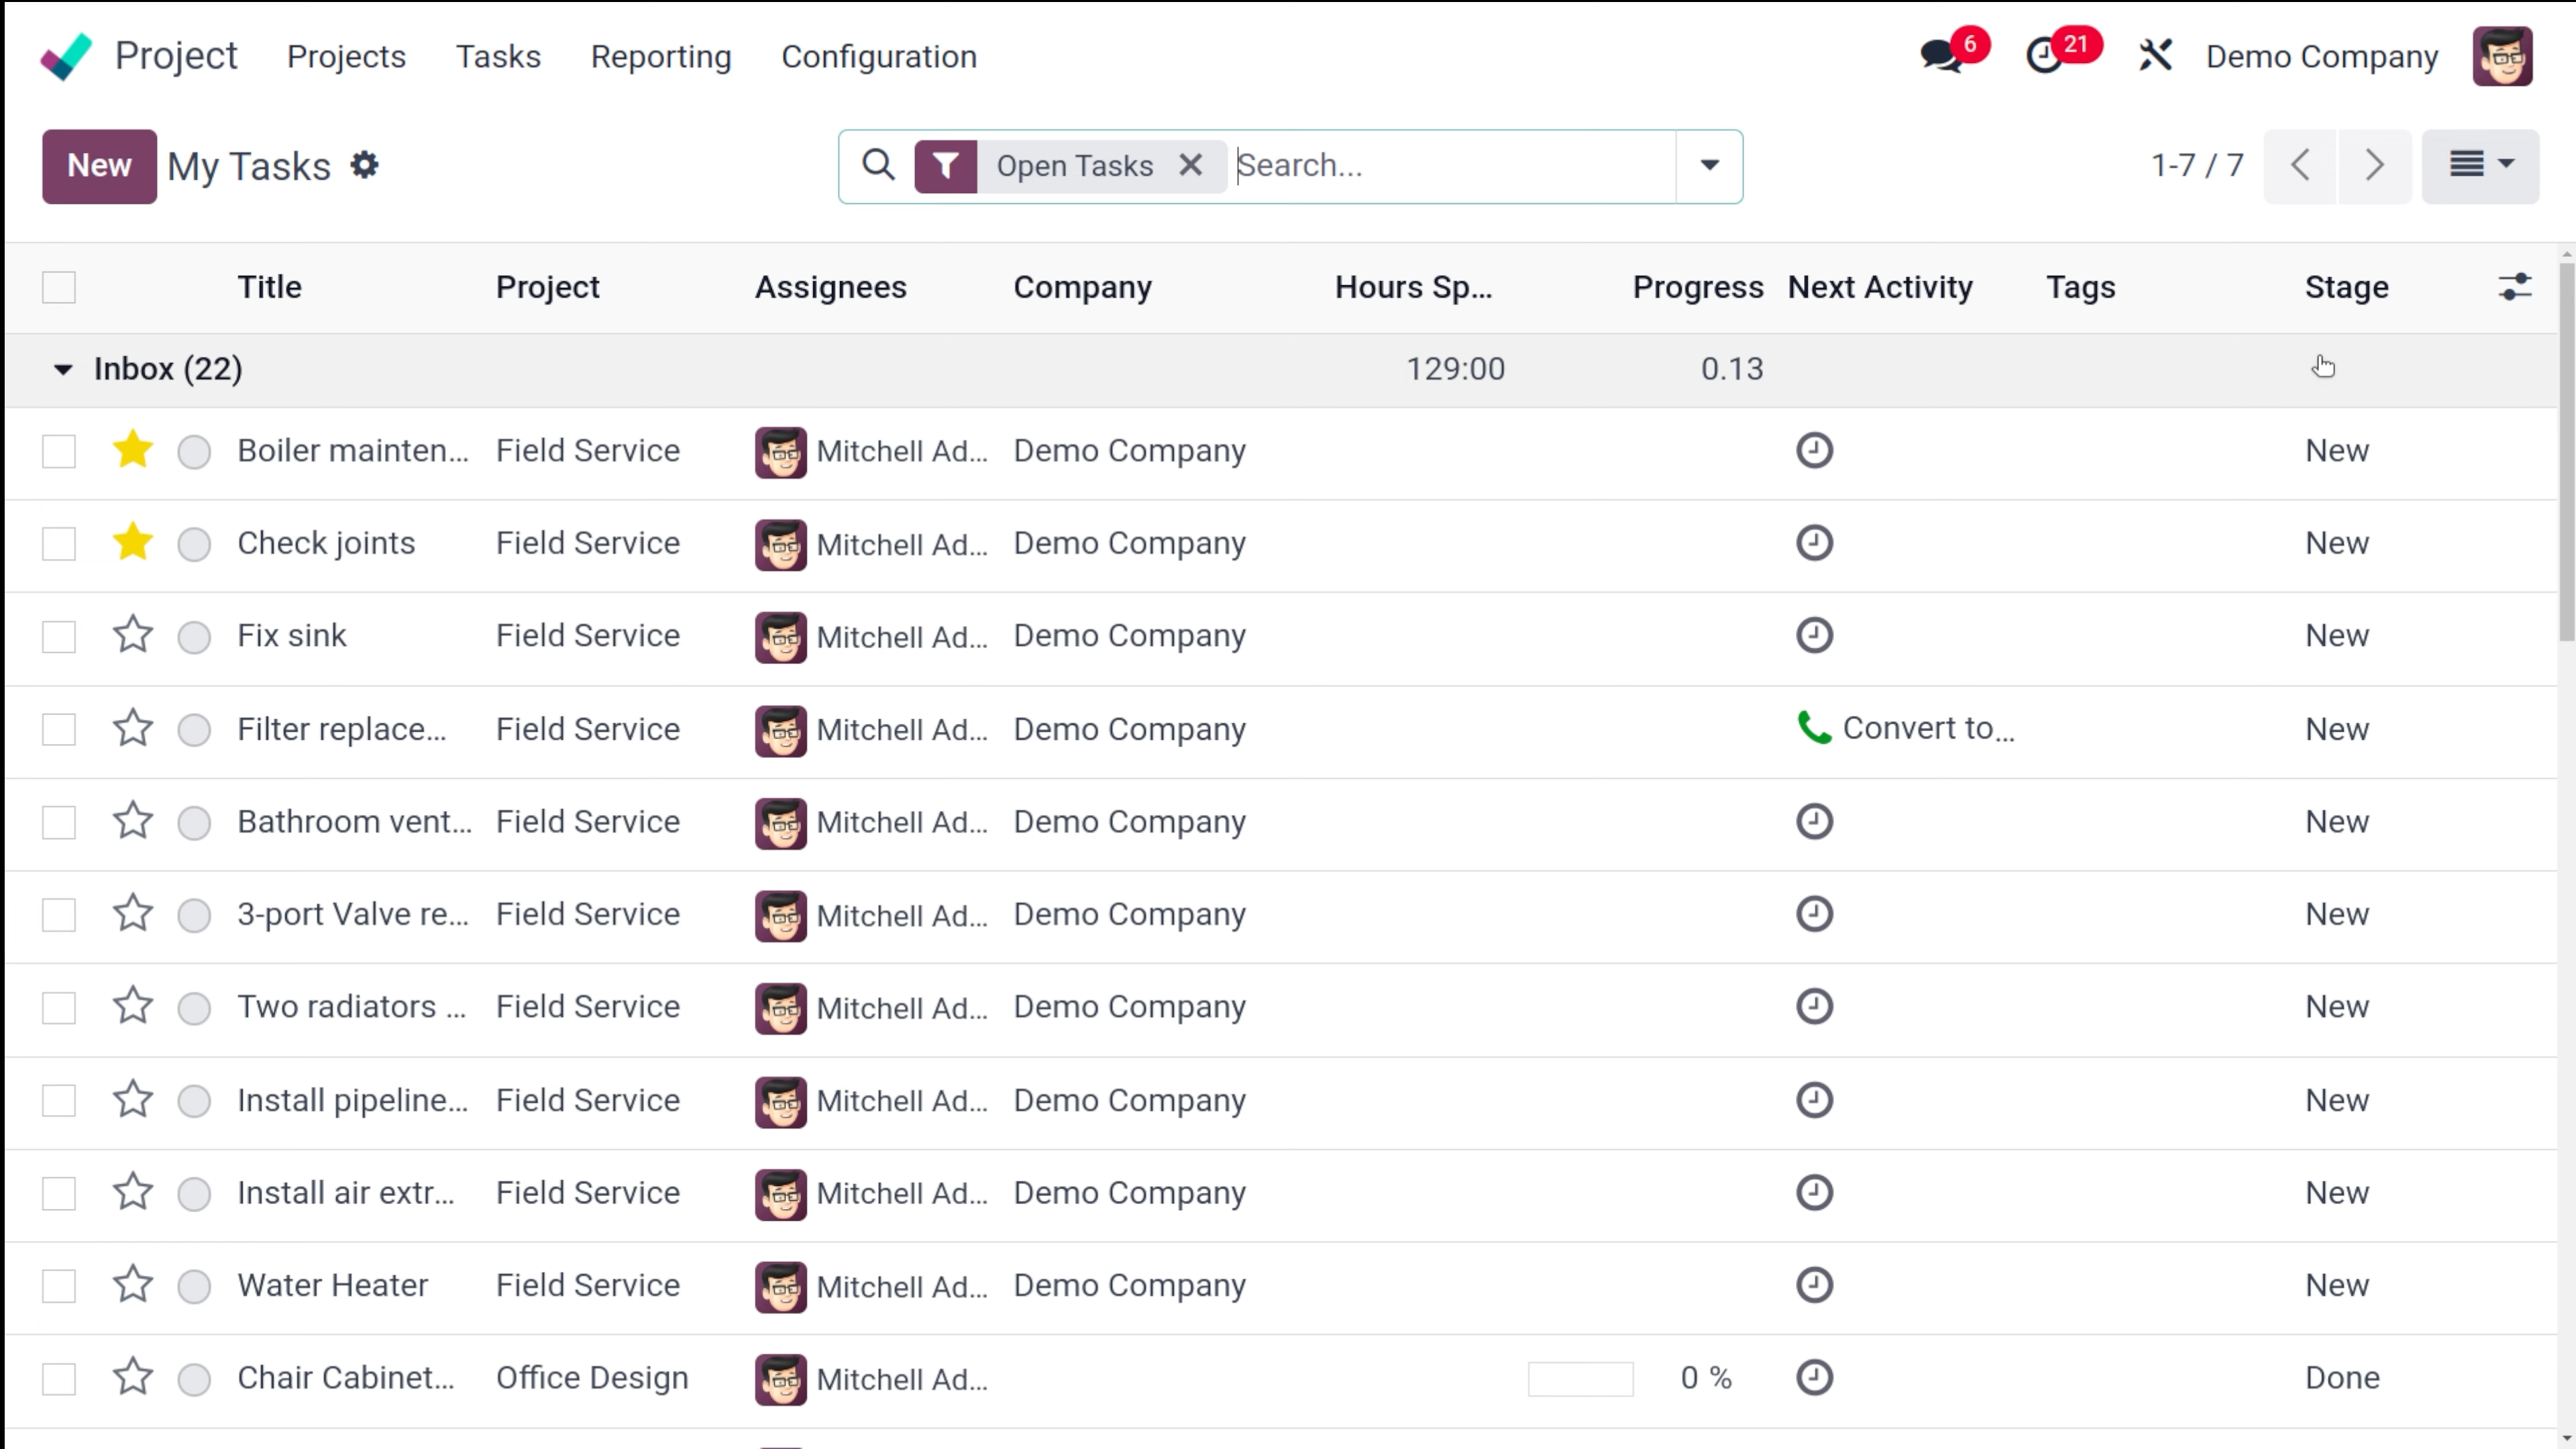 Project Projects Tasks Reporting Configuration 6 21 Demo Company
New My Tasks Open Tasks Search... 1-7 / 7
Title Project Assignees Company Hours Sp... Progress Next Activity Tags Stage
Inbox (22) 129:00 0.13
Boiler mainten... Field Service Mitchell Ad... Demo Company New
Check joints Field Service Mitchell Ad... Demo Company New
Fix sink Field Service Mitchell Ad... Demo Company New
Filter replace... Field Service Mitchell Ad... Demo Company Convert to... New
Bathroom vent... Field Service Mitchell Ad... Demo Company New
3-port Valve re... Field Service Mitchell Ad... Demo Company New
Two radiators ... Field Service Mitchell Ad... Demo Company New
Install pipeline... Field Service Mitchell Ad... Demo Company New
Install air extr... Field Service Mitchell Ad... Demo Company New
Water Heater Field Service Mitchell Ad... Demo Company New
Chair Cabinet... Office Design Mitchell Ad... 0 % Done